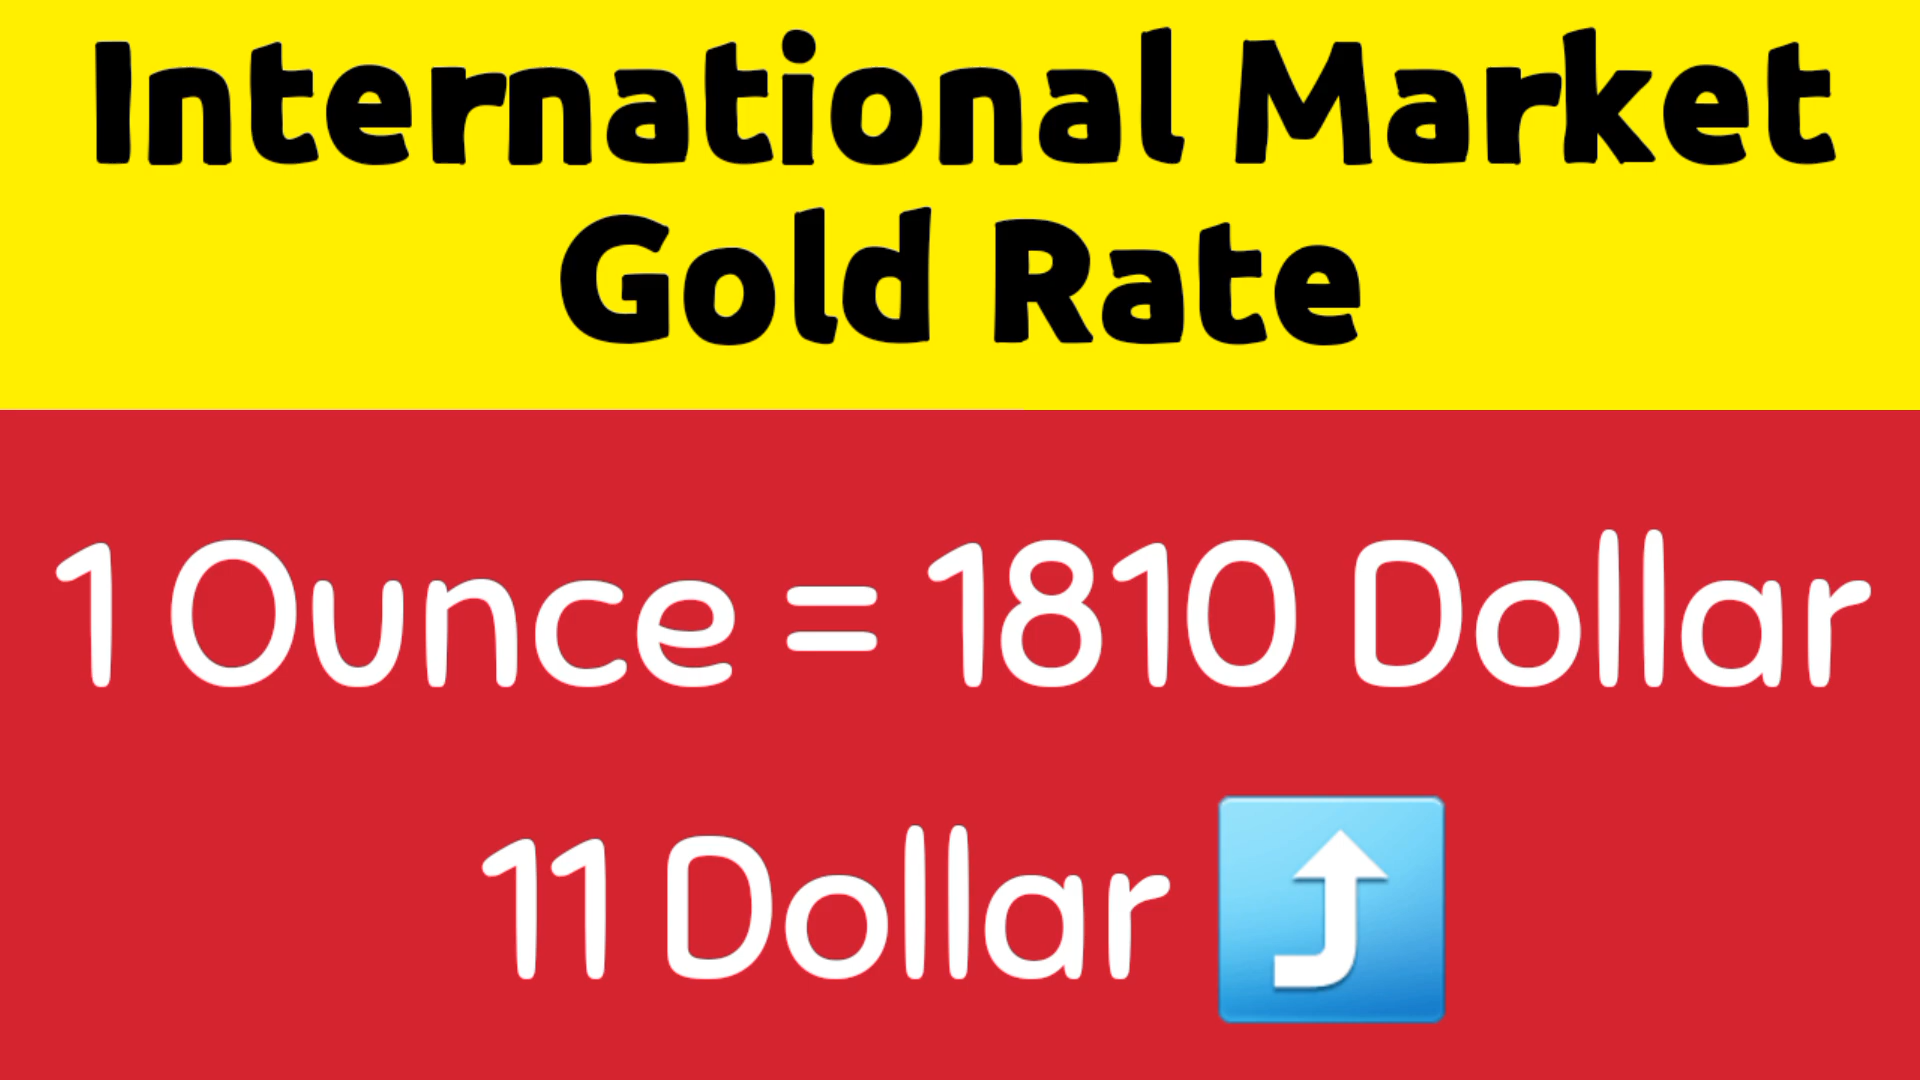 International Market
Gold Rate
1 Ounce = 1810 Dollar
11 Dollar ⤴